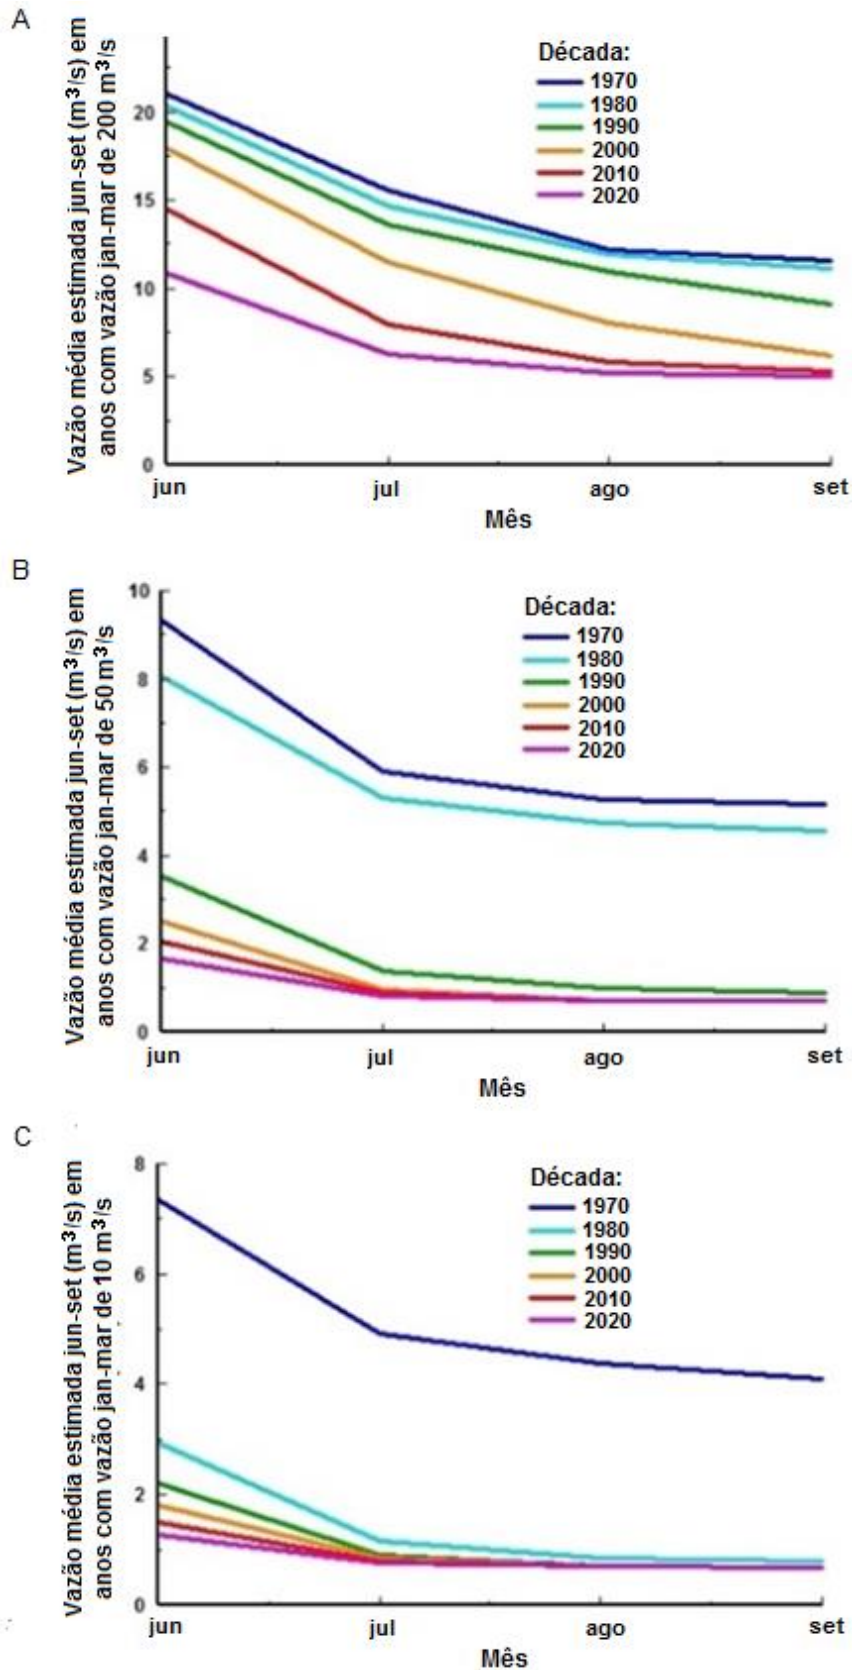 A
Vazão média estimada jun-set (m³/s) em
anos com vazão jan-mar de 200 m³/s
Década:
1970
1980
1990
2000
2010
2020
20
15
10
5
0
jun jul ago set
Mês
B
Vazão média estimada jun-set (m³/s) em
anos com vazão jan-mar de 50 m³/s
Década:
1970
1980
1990
2000
2010
2020
10
8
6
4
2
0
jun jul ago set
Mês
C
Vazão média estimada jun-set (m³/s) em
anos com vazão jan-mar de 10 m³/s
Década:
1970
1980
1990
2000
2010
2020
8
6
4
2
0
jun jul ago set
Mês